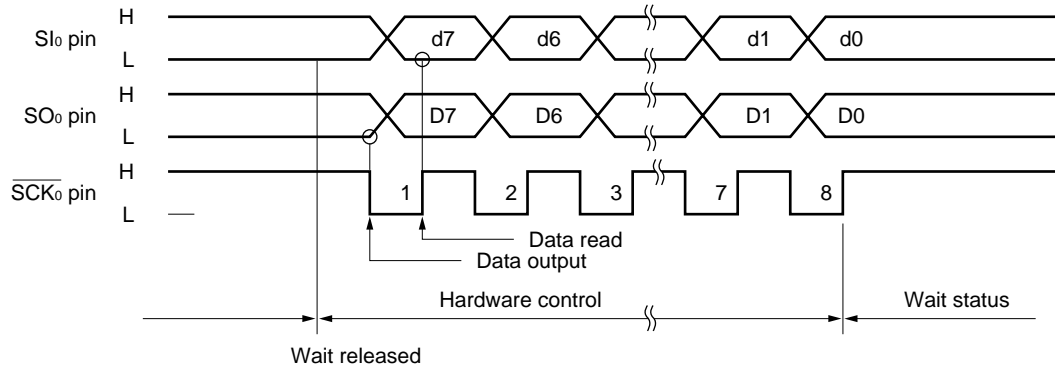 H
SI₀ pin d7 d6 d1 d0
L
H
SO₀ pin D7 D6 D1 D0
L
H
SCK₀ pin 1 2 3 7 8
L
Data read
Data output
Hardware control Wait status
Wait released